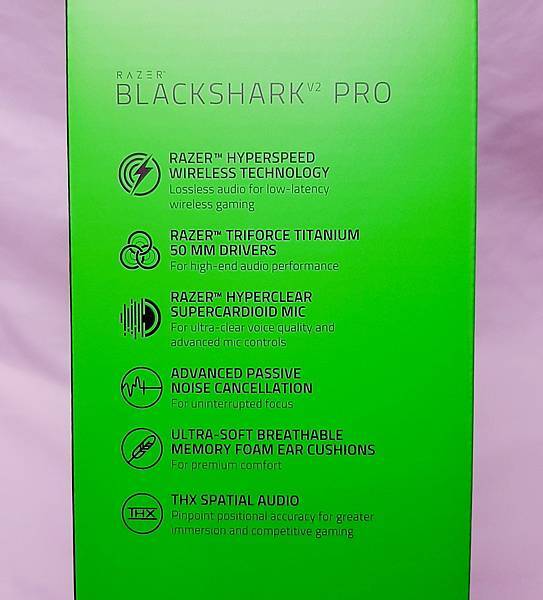 RAZER™
BLACKSHARK V2 PRO
RAZER™ HYPERSPEED
WIRELESS TECHNOLOGY
Lossless audio for low-latency
wireless gaming
RAZER™ TRIFORCE TITANIUM
50 MM DRIVERS
For high-end audio performance
RAZER™ HYPERCLEAR
SUPERCARDIOID MIC
For ultra-clear voice quality and
advanced mic controls
ADVANCED PASSIVE
NOISE CANCELLATION
For uninterrupted focus
ULTRA-SOFT BREATHABLE
MEMORY FOAM EAR CUSHIONS
For premium comfort
THX
THX SPATIAL AUDIO
Pinpoint positional accuracy for greater
immersion and competitive gaming